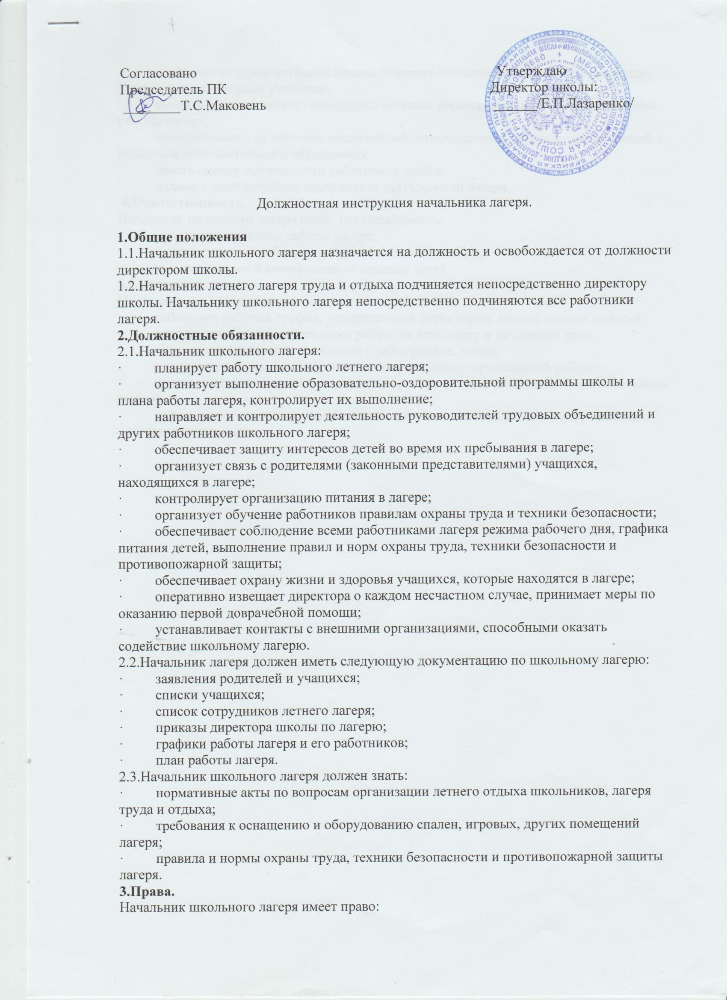 Согласовано
Председатель ПК
________Т.С.Маковень
Утверждаю
Директор школы:
______/Е.П.Лазаренко/
Должностная инструкция начальника лагеря.
1.Общие положения
1.1.Начальник школьного лагеря назначается на должность и освобождается от должности
директором школы.
1.2.Начальник летнего лагеря труда и отдыха подчиняется непосредственно директору
школы. Начальнику школьного лагеря непосредственно подчиняются все работники
лагеря.
2.Должностные обязанности.
2.1.Начальник школьного лагеря:
· планирует работу школьного летнего лагеря;
· организует выполнение образовательно-оздоровительной программы школы и
плана работы лагеря, контролирует их выполнение;
· направляет и контролирует деятельность руководителей трудовых объединений и
других работников школьного лагеря;
· обеспечивает защиту интересов детей во время их пребывания в лагере;
· организует связь с родителями (законными представителями) учащихся,
находящихся в лагере;
· контролирует организацию питания в лагере;
· организует обучение работников правилам охраны труда и техники безопасности;
· обеспечивает соблюдение всеми работниками лагеря режима рабочего дня, графика
питания детей, выполнение правил и норм охраны труда, техники безопасности и
противопожарной защиты;
· обеспечивает охрану жизни и здоровья учащихся, которые находятся в лагере;
· оперативно извещает директора о каждом несчастном случае, принимает меры по
оказанию первой доврачебной помощи;
· устанавливает контакты с внешними организациями, способными оказать
содействие школьному лагерю.
2.2.Начальник лагеря должен иметь следующую документацию по школьному лагерю:
· заявления родителей и учащихся;
· списки учащихся;
· список сотрудников летнего лагеря;
· приказы директора школы по лагерю;
· графики работы лагеря и его работников;
· план работы лагеря.
2.3.Начальник школьного лагеря должен знать:
· нормативные акты по вопросам организации летнего отдыха школьников, лагеря
труда и отдыха;
· требования к оснащению и оборудованию спален, игровых, других помещений
лагеря;
· правила и нормы охраны труда, техники безопасности и противопожарной защиты
лагеря.
3.Права.
Начальник школьного лагеря имеет право: